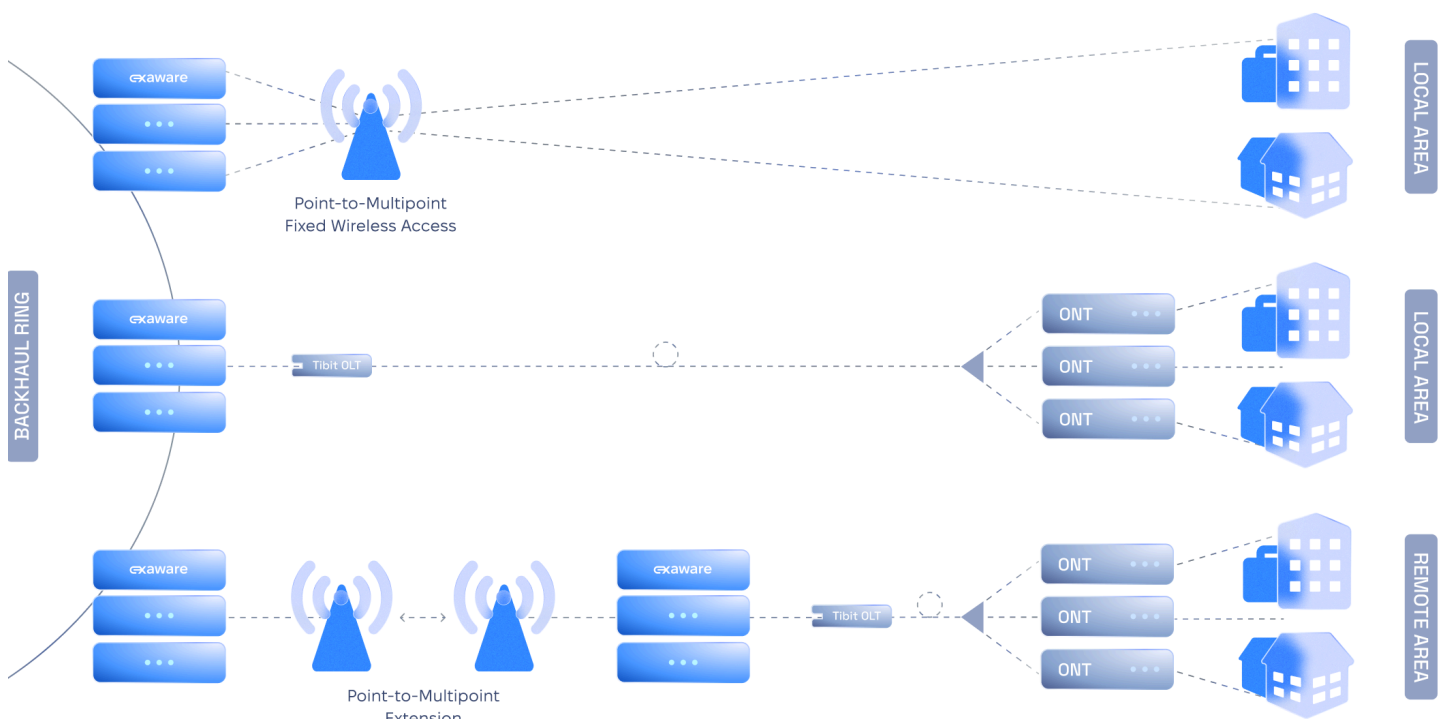 exaware
LOCAL AREA
Point-to-Multipoint
Fixed Wireless Access
BACKHAUL RING
exaware
Tibit OLT
ONT
ONT
ONT
LOCAL AREA
exaware
exaware
Tibit OLT
ONT
ONT
ONT
REMOTE AREA
Point-to-Multipoint
Extension